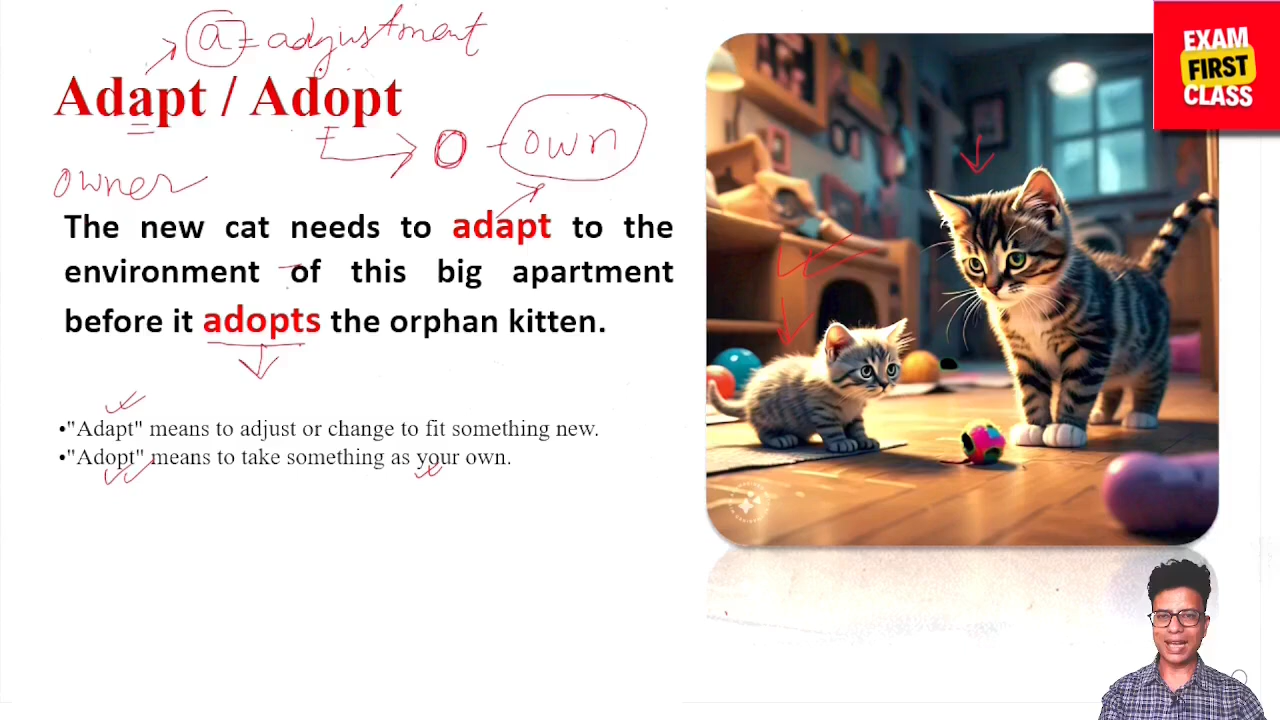 a = adjustment
Adapt / Adopt
O - own
owner
The new cat needs to adapt to the
environment of this big apartment
before it adopts the orphan kitten.
•"Adapt" means to adjust or change to fit something new.
•"Adopt" means to take something as your own.
EXAM
FIRST
CLASS